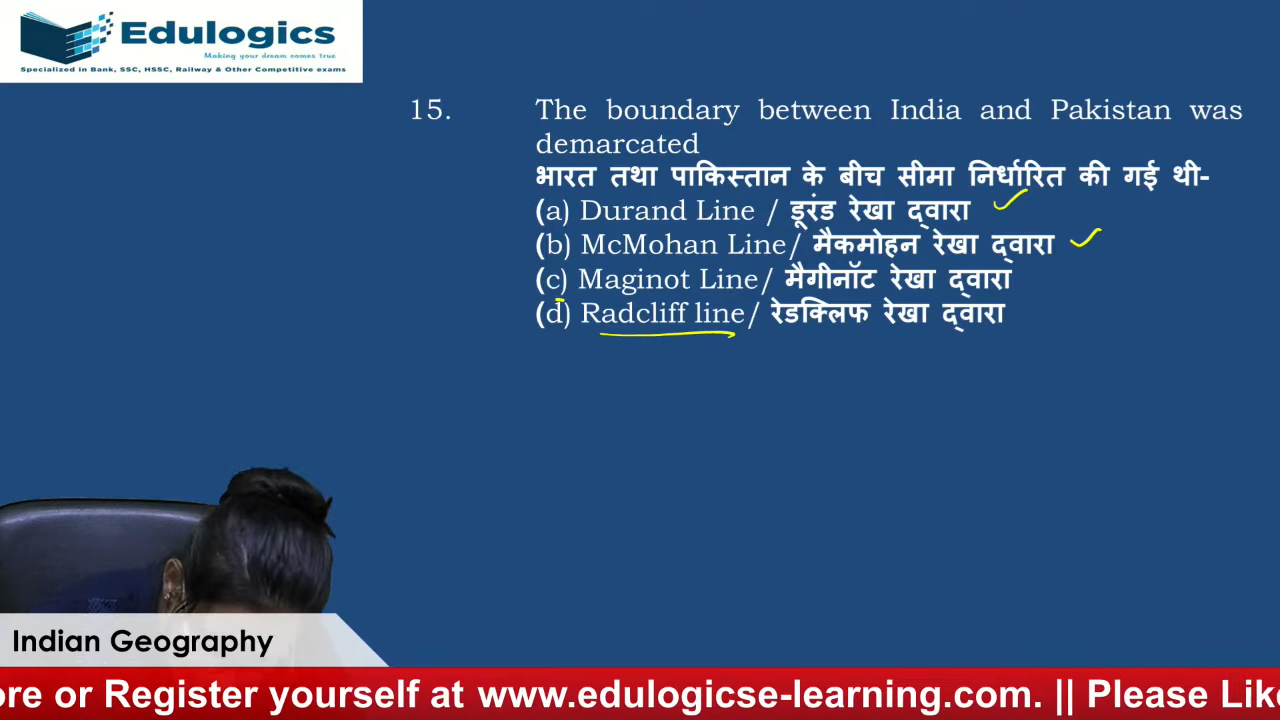 Edulogics
Making your dream comes true
Specialized in Bank, SSC, HSSC, Railway & Other Competitive exams
15. The boundary between India and Pakistan was
demarcated
भारत तथा पाकिस्तान के बीच सीमा निर्धारित की गई थी-
(a) Durand Line / डूरंड रेखा द्वारा
(b) McMohan Line/ मैकमोहन रेखा द्वारा
(c) Maginot Line/ मैगीनॉट रेखा द्वारा
(d) Radcliff line/ रेडक्लिफ रेखा द्वारा
Indian Geography
ore or Register yourself at www.edulogicse-learning.com. || Please Lik